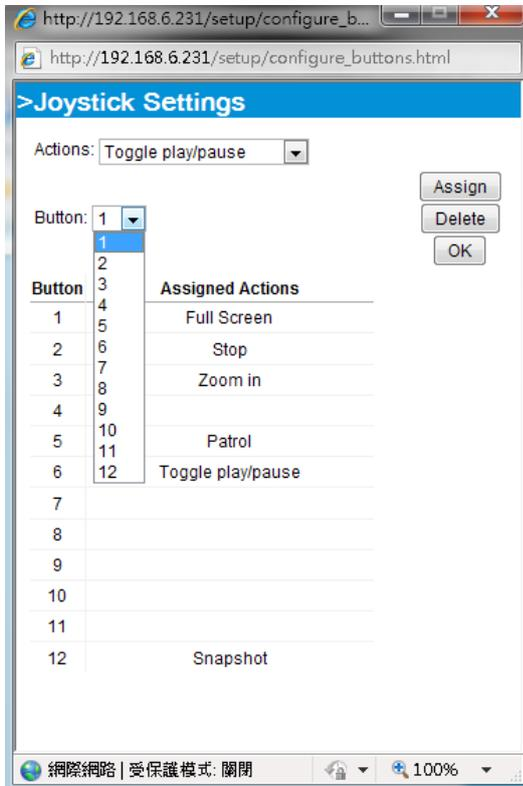 http://192.168.6.231/setup/configure_b...
http://192.168.6.231/setup/configure_buttons.html
>Joystick Settings
Actions: Toggle play/pause
Assign
Button: 1
Delete
OK
1
2
3
4
5
6
7
8
9
10
11
12
Button Assigned Actions
1 Full Screen
2 Stop
3 Zoom in
4
5 Patrol
6 Toggle play/pause
7
8
9
10
11
12 Snapshot
網際網路 | 受保護模式: 關閉 100%